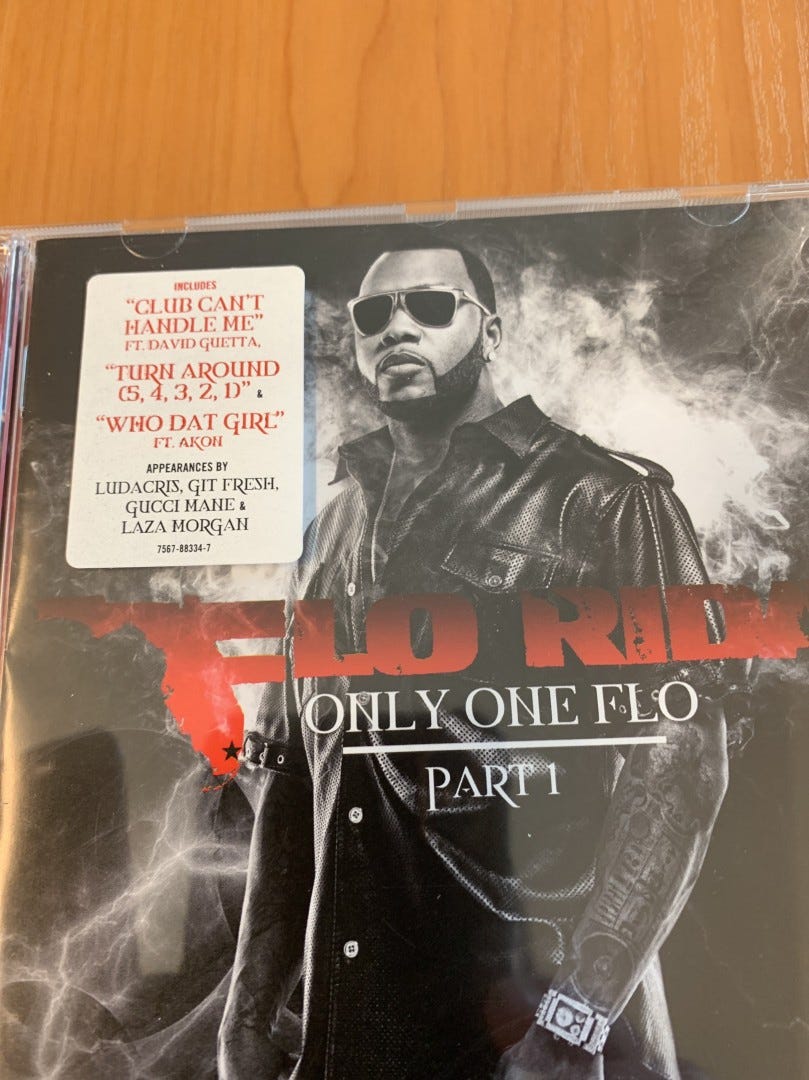 INCLUDES
"CLUB CAN'T
HANDLE ME"
FT. DAVID GUETTA,
"TURN AROUND
(5, 4, 3, 2, 1)" &
"WHO DAT GIRL"
FT. AKON
APPEARANCES BY
LUDACRIS, GIT FRESH,
GUCCI MANE &
LAZA MORGAN
7567-88334-7
FLO RID
ONLY ONE FLO
PART 1